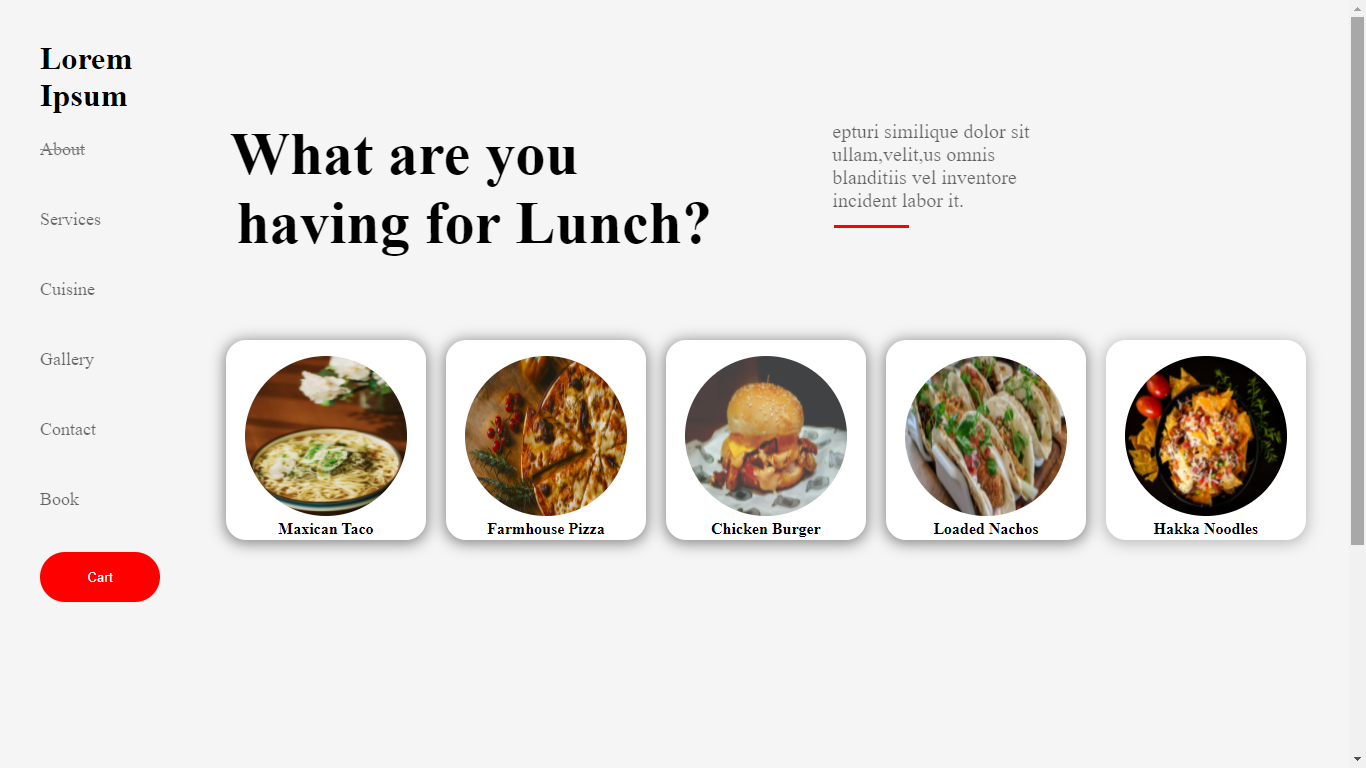 Lorem
Ipsum
About
Services
Cuisine
Gallery
Contact
Book
Cart
What are you
having for Lunch?
epturi similique dolor sit
ullam,velit,us omnis
blanditiis vel inventore
incident labor it.
Maxican Taco
Farmhouse Pizza
Chicken Burger
Loaded Nachos
Hakka Noodles